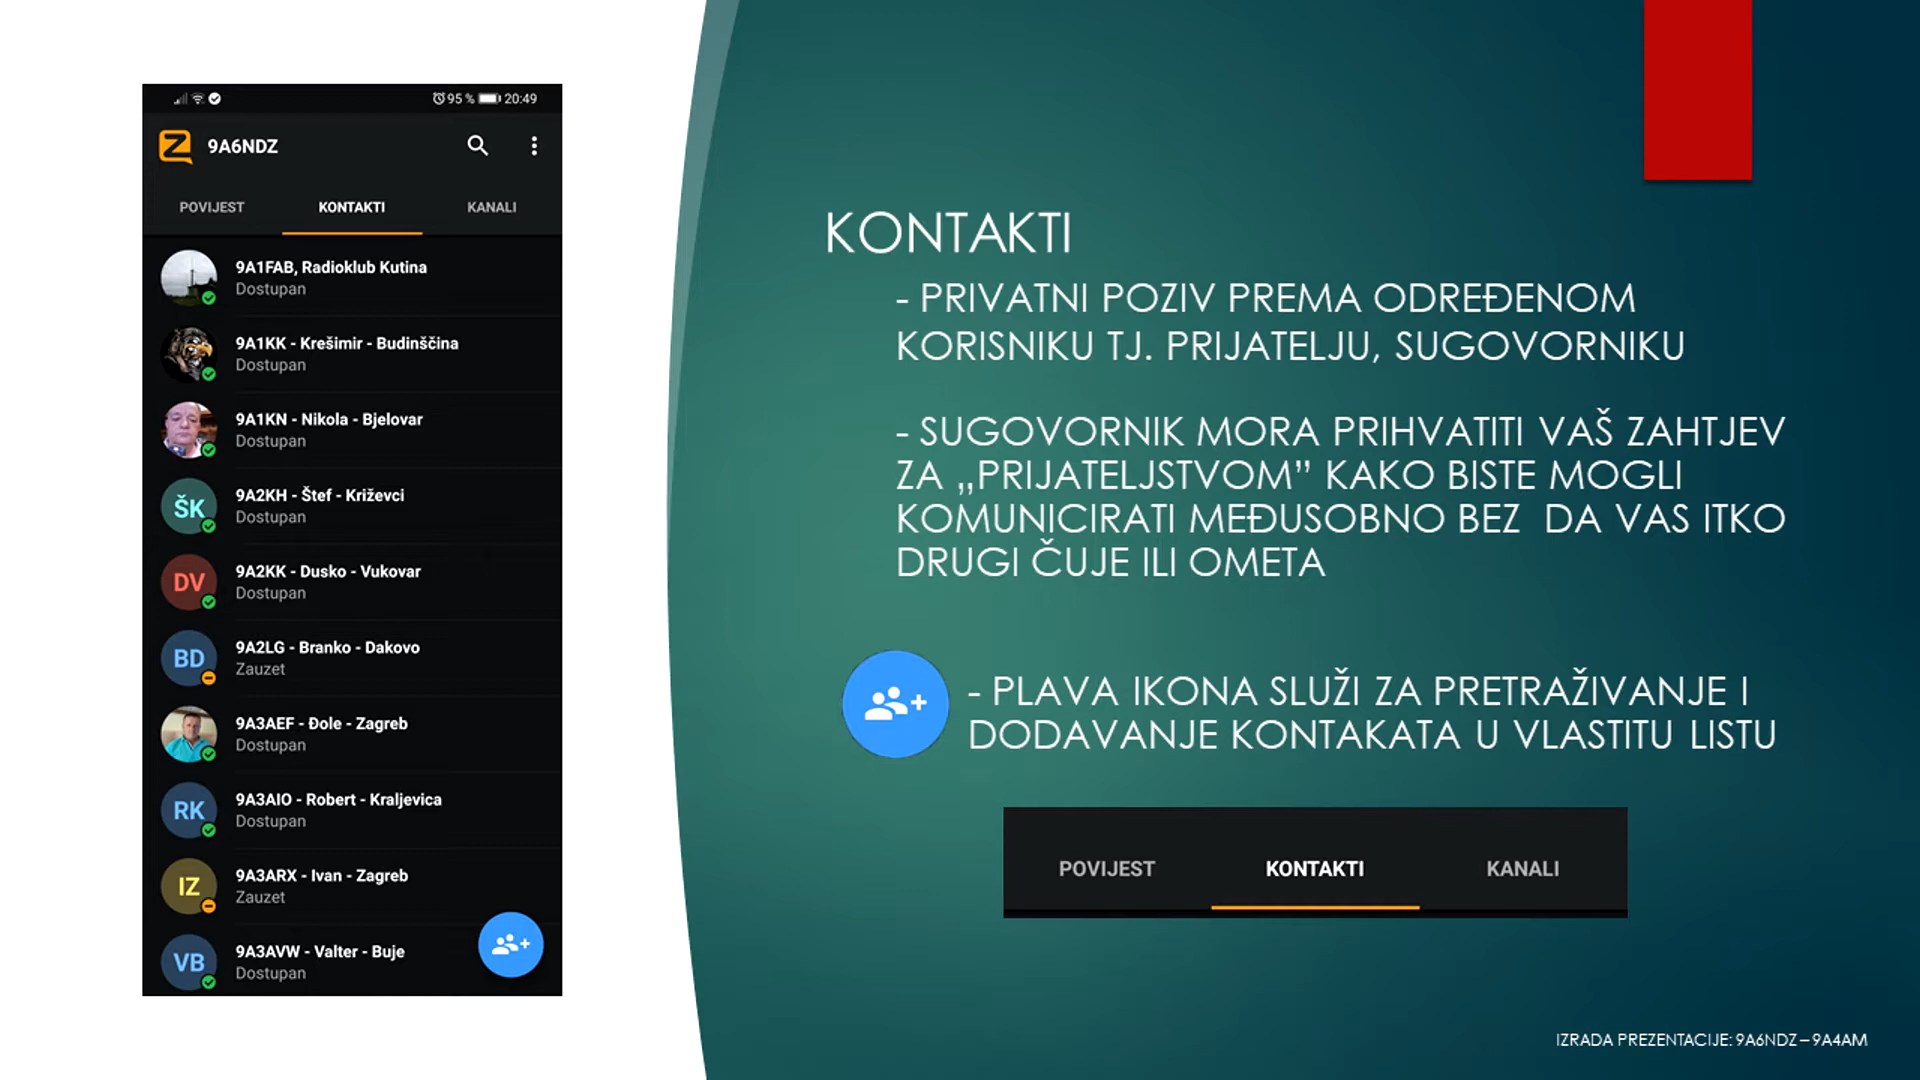 95 % 20:49
9A6NDZ
POVIJEST KONTAKTI KANALI
9A1FAB, Radioklub Kutina
Dostupan
9A1KK - Krešimir - Budinščina
Dostupan
9A1KN - Nikola - Bjelovar
Dostupan
ŠK
9A2KH - Štef - Križevci
Dostupan
DV
9A2KK - Dusko - Vukovar
Dostupan
BD
9A2LG - Branko - Dakovo
Zauzet
9A3AEF - Đole - Zagreb
Dostupan
RK
9A3AIO - Robert - Kraljevica
Dostupan
IZ
9A3ARX - Ivan - Zagreb
Zauzet
VB
9A3AVW - Valter - Buje
Dostupan
KONTAKTI
- PRIVATNI POZIV PREMA ODREĐENOM
KORISNIKU TJ. PRIJATELJU, SUGOVORNIKU
- SUGOVORNIK MORA PRIHVATITI VAŠ ZAHTJEV
ZA „PRIJATELJSTVOM” KAKO BISTE MOGLI
KOMUNICIRATI MEĐUSOBNO BEZ DA VAS ITKO
DRUGI ČUJE ILI OMETA
- PLAVA IKONA SLUŽI ZA PRETRAŽIVANJE I
DODAVANJE KONTAKATA U VLASTITU LISTU
POVIJEST KONTAKTI KANALI
IZRADA PREZENTACIJE: 9A6NDZ – 9A4AM